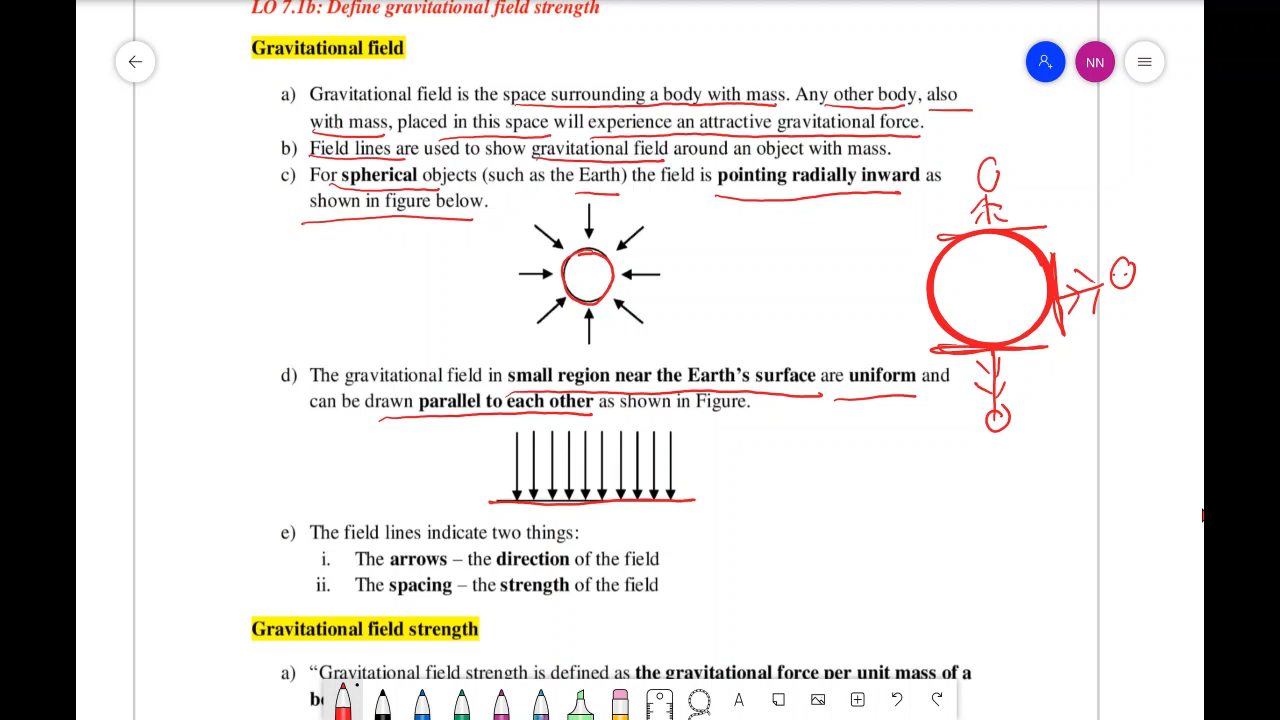 LO 7.1b: Define gravitational field strength
Gravitational field
NN
a) Gravitational field is the space surrounding a body with mass. Any other body, also
with mass, placed in this space will experience an attractive gravitational force.
b) Field lines are used to show gravitational field around an object with mass.
c) For spherical objects (such as the Earth) the field is pointing radially inward as
shown in figure below.
d) The gravitational field in small region near the Earth's surface are uniform and
can be drawn parallel to each other as shown in Figure.
e) The field lines indicate two things:
i. The arrows – the direction of the field
ii. The spacing – the strength of the field
Gravitational field strength
a) “Gravitational field strength is defined as the gravitational force per unit mass of a
A